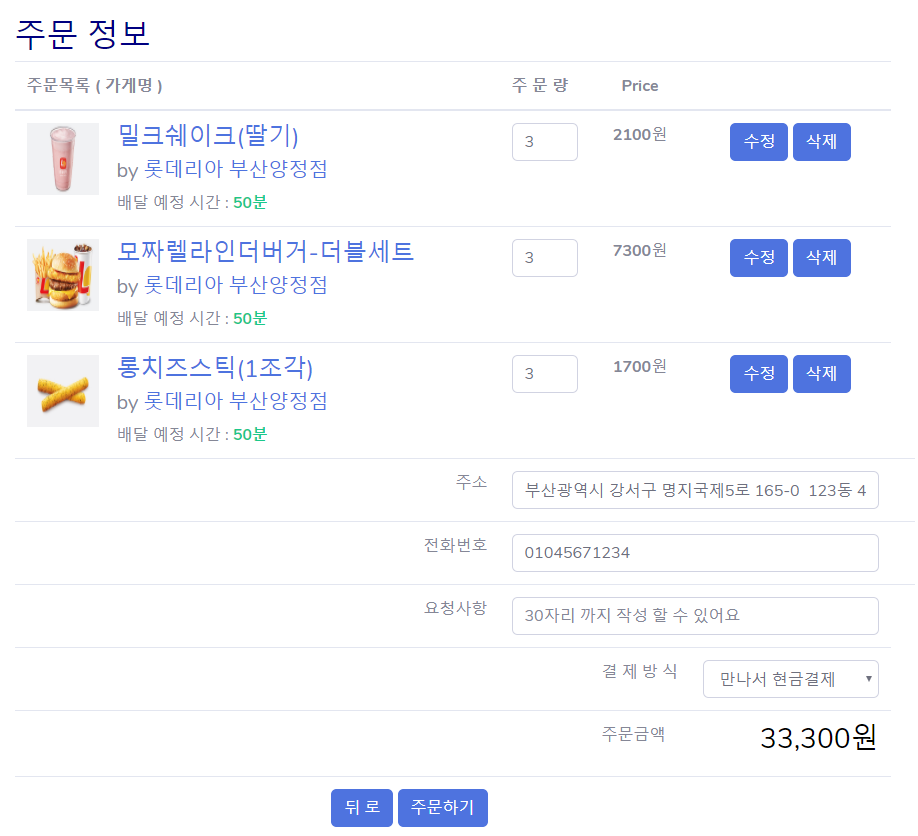 주문 정보
주문목록 ( 가게명 ) 주 문 량 Price
밀크쉐이크(딸기) 3 2100원 수정 삭제
by 롯데리아 부산양정점
배달 예정 시간 : 50분
모짜렐라인더버거-더블세트 3 7300원 수정 삭제
by 롯데리아 부산양정점
배달 예정 시간 : 50분
롱치즈스틱(1조각) 3 1700원 수정 삭제
by 롯데리아 부산양정점
배달 예정 시간 : 50분
주소 부산광역시 강서구 명지국제5로 165-0 123동 4
전화번호 01045671234
요청사항 30자리 까지 작성 할 수 있어요
결 제 방 식 만나서 현금결제
주문금액 33,300원
뒤 로 주문하기